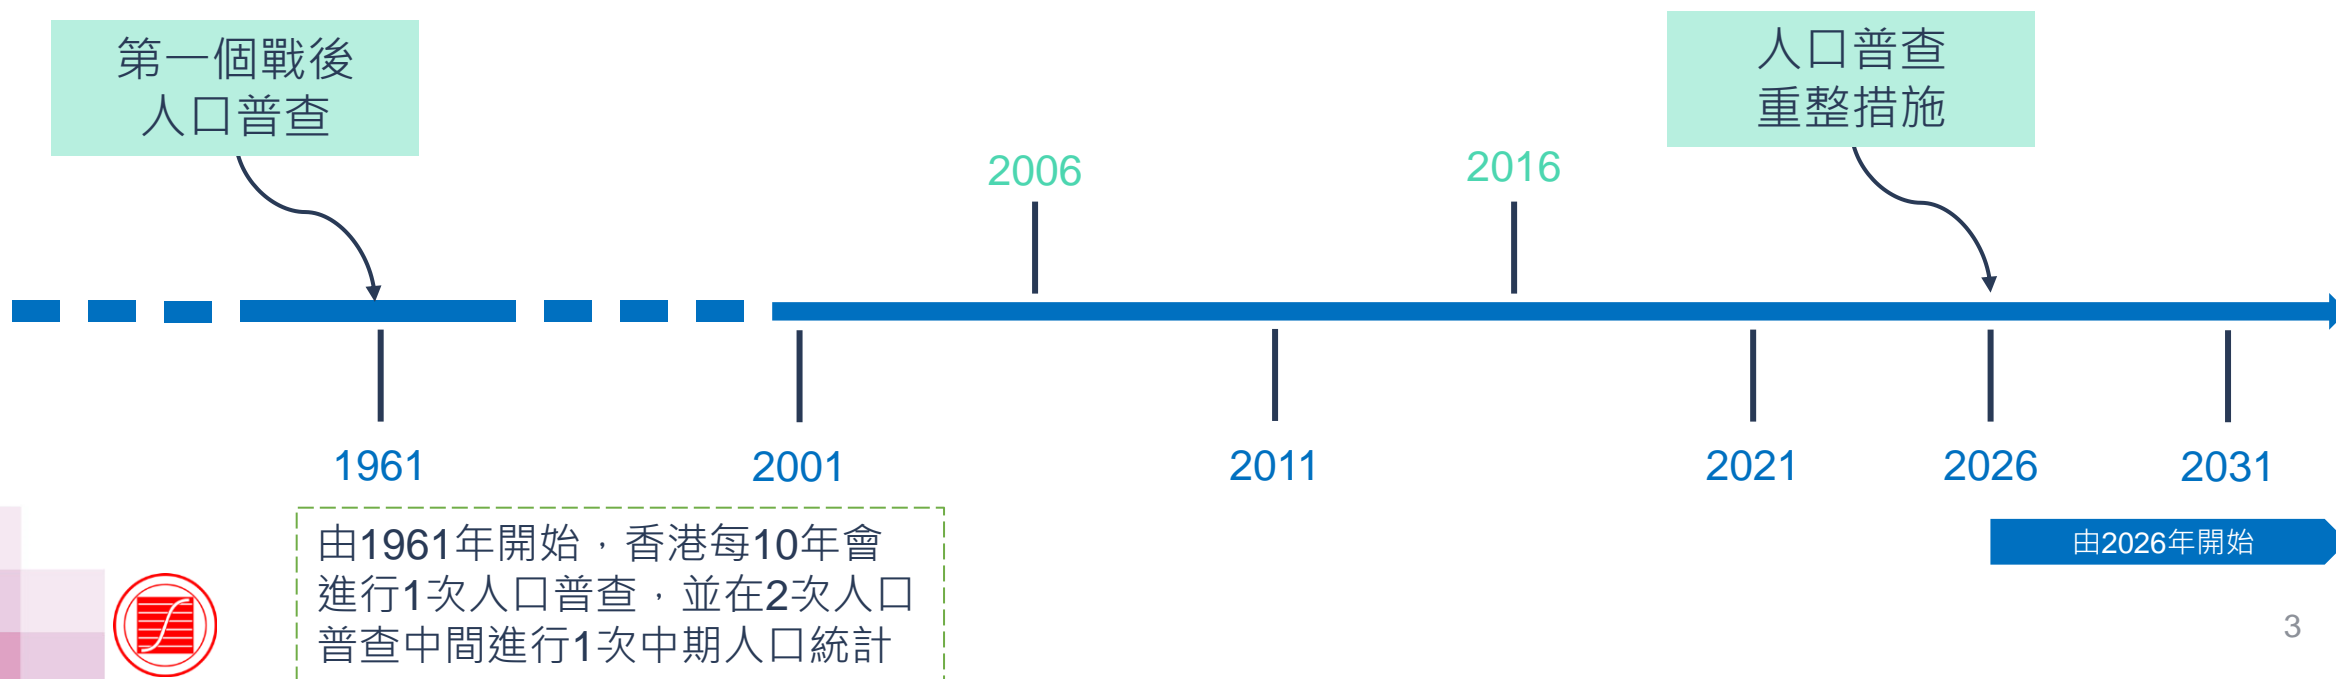 第一個戰後
人口普查
人口普查
重整措施
2006
2016
1961
2001
2011
2021
2026
2031
由1961年開始，香港每10年會
進行1次人口普查，並在2次人口
普查中間進行1次中期人口統計
由2026年開始
3